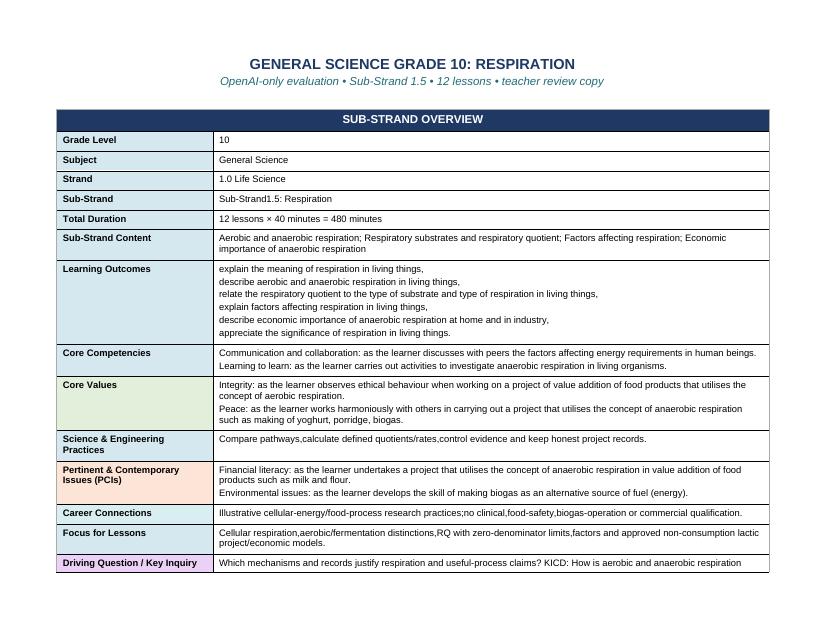 GENERAL SCIENCE GRADE 10: RESPIRATION
OpenAI-only evaluation • Sub-Strand 1.5 • 12 lessons • teacher review copy
SUB-STRAND OVERVIEW
Grade Level
10
Subject
General Science
Strand
1.0 Life Science
Sub-Strand
Sub-Strand1.5: Respiration
Total Duration
12 lessons × 40 minutes = 480 minutes
Sub-Strand Content
Aerobic and anaerobic respiration; Respiratory substrates and respiratory quotient; Factors affecting respiration; Economic
importance of anaerobic respiration
Learning Outcomes
explain the meaning of respiration in living things,
describe aerobic and anaerobic respiration in living things,
relate the respiratory quotient to the type of substrate and type of respiration in living things,
explain factors affecting respiration in living things,
describe economic importance of anaerobic respiration at home and in industry,
appreciate the significance of respiration in living things.
Core Competencies
Communication and collaboration: as the learner discusses with peers the factors affecting energy requirements in human beings.
Learning to learn: as the learner carries out activities to investigate anaerobic respiration in living organisms.
Core Values
Integrity: as the learner observes ethical behaviour when working on a project of value addition of food products that utilises the
concept of aerobic respiration.
Peace: as the learner works harmoniously with others in carrying out a project that utilises the concept of anaerobic respiration
such as making of yoghurt, porridge, biogas.
Science & Engineering
Practices
Compare pathways,calculate defined quotients/rates,control evidence and keep honest project records.
Pertinent & Contemporary
Issues (PCIs)
Financial literacy: as the learner undertakes a project that utilises the concept of anaerobic respiration in value addition of food
products such as milk and flour.
Environmental issues: as the learner develops the skill of making biogas as an alternative source of fuel (energy).
Career Connections
Illustrative cellular-energy/food-process research practices;no clinical,food-safety,biogas-operation or commercial qualification.
Focus for Lessons
Cellular respiration,aerobic/fermentation distinctions,RQ with zero-denominator limits,factors and approved non-consumption lactic
project/economic models.
Driving Question / Key Inquiry
Which mechanisms and records justify respiration and useful-process claims? KICD: How is aerobic and anaerobic respiration